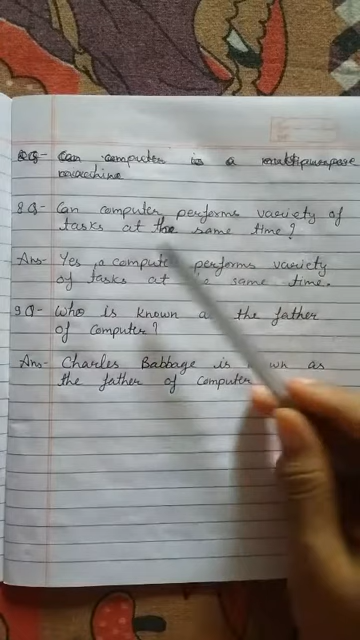 Can computer is a multipurpose
machine
8Q- Can computer performs variety of
tasks at the same time?
Ans- Yes, a computer performs variety
of tasks at same time.
9Q- Who is known the father
of computer?
Ans- Charles Babbage is as
the father of computer